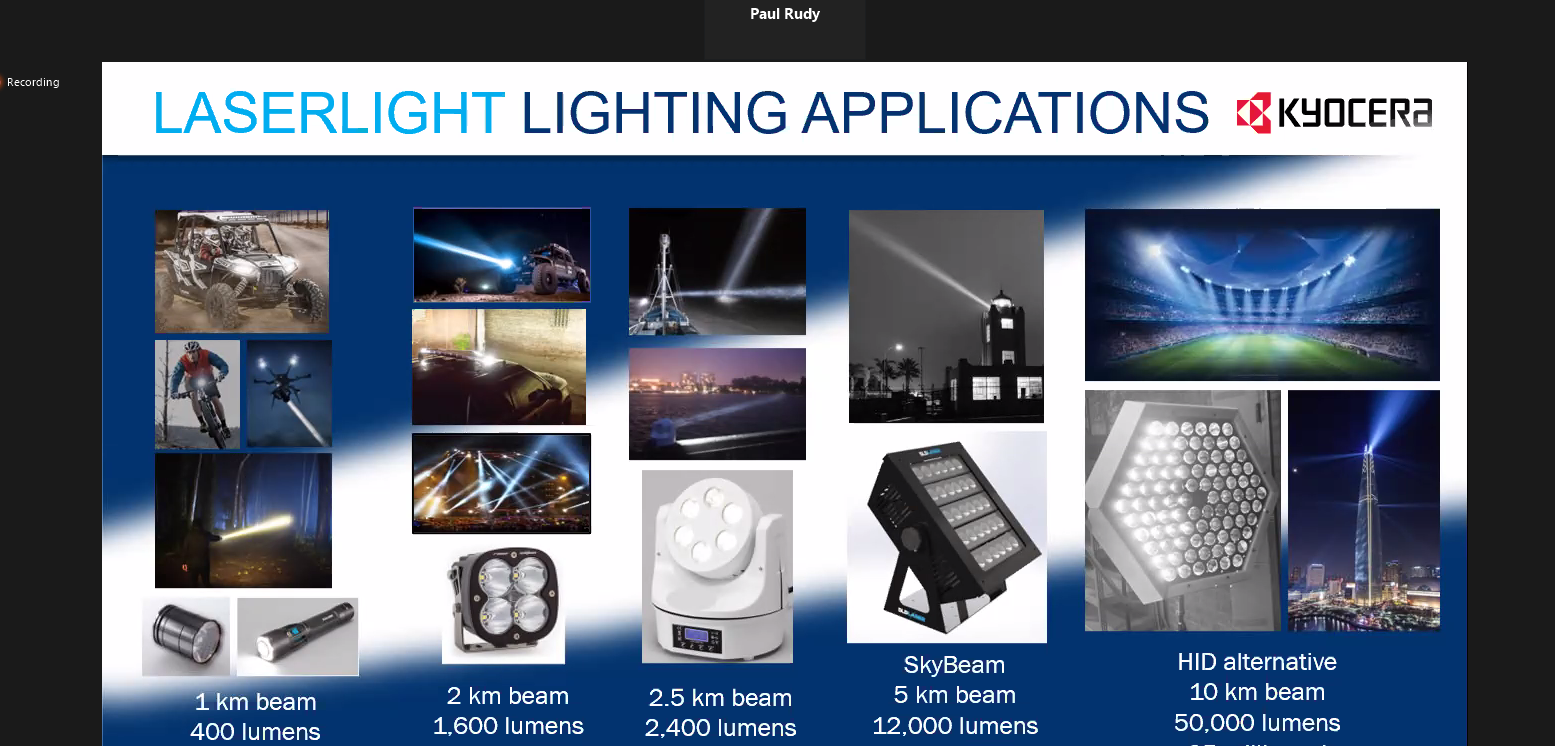 Paul Rudy
Recording
LASERLIGHT LIGHTING APPLICATIONS
KYOCERA
SLDLASER
SLDLASER
1 km beam
400 lumens
2 km beam
1,600 lumens
2.5 km beam
2,400 lumens
SkyBeam
5 km beam
12,000 lumens
HID alternative
10 km beam
50,000 lumens